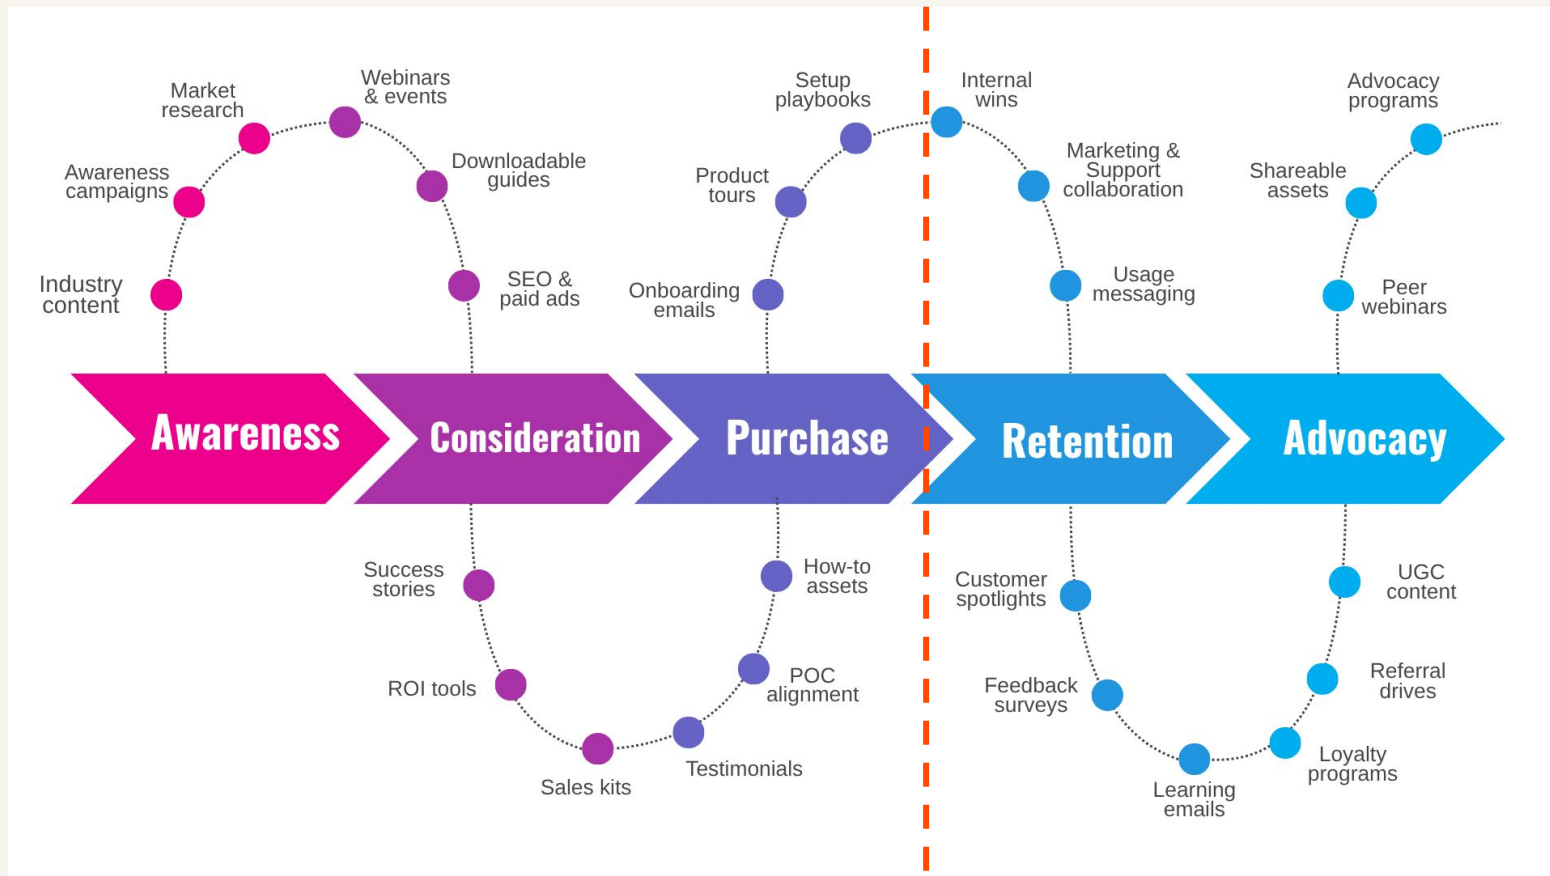 Market
research
Webinars
& events
Awareness
campaigns
Downloadable
guides
Industry
content
SEO &
paid ads
Setup
playbooks
Internal
wins
Product
tours
Marketing &
Support
collaboration
Onboarding
emails
Usage
messaging
Advocacy
programs
Shareable
assets
Peer
webinars
Awareness
Consideration
Purchase
Retention
Advocacy
Success
stories
ROI tools
Sales kits
How-to
assets
POC
alignment
Testimonials
Customer
spotlights
Feedback
surveys
Learning
emails
UGC
content
Referral
drives
Loyalty
programs